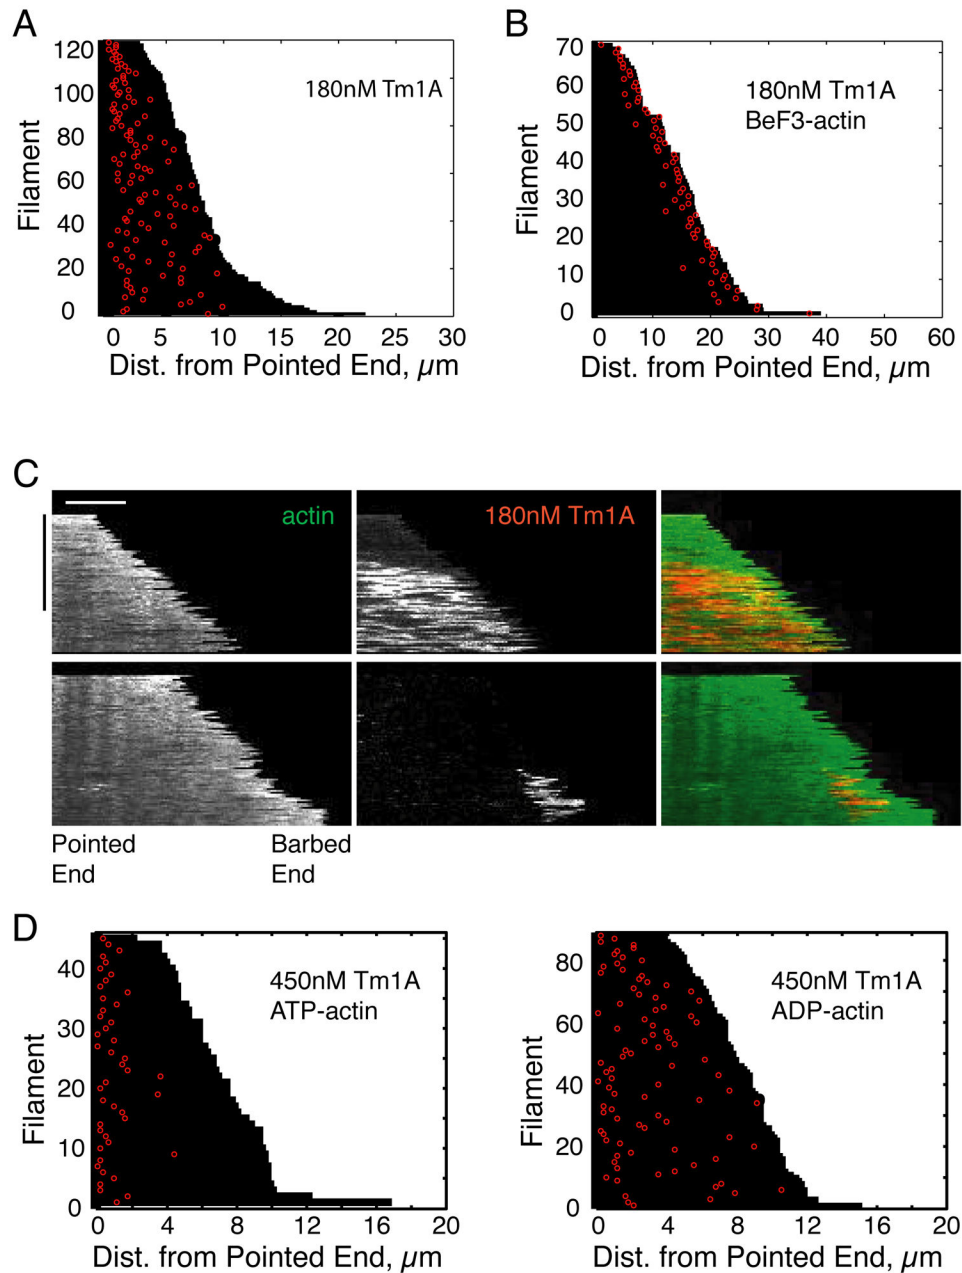 A
120
100
80
60
40
20
0
Filament
180nM Tm1A
0 5 10 15 20 25 30
Dist. from Pointed End, µm
B
70
60
50
40
30
20
10
0
Filament
180nM Tm1A
BeF3-actin
0 10 20 30 40 50 60
Dist. from Pointed End, µm
C
actin
180nM Tm1A
Pointed
End
Barbed
End
D
40
30
20
10
0
Filament
450nM Tm1A
ATP-actin
0 4 8 12 16 20
Dist. from Pointed End, µm
80
60
40
20
0
Filament
450nM Tm1A
ADP-actin
0 4 8 12 16 20
Dist. from Pointed End, µm